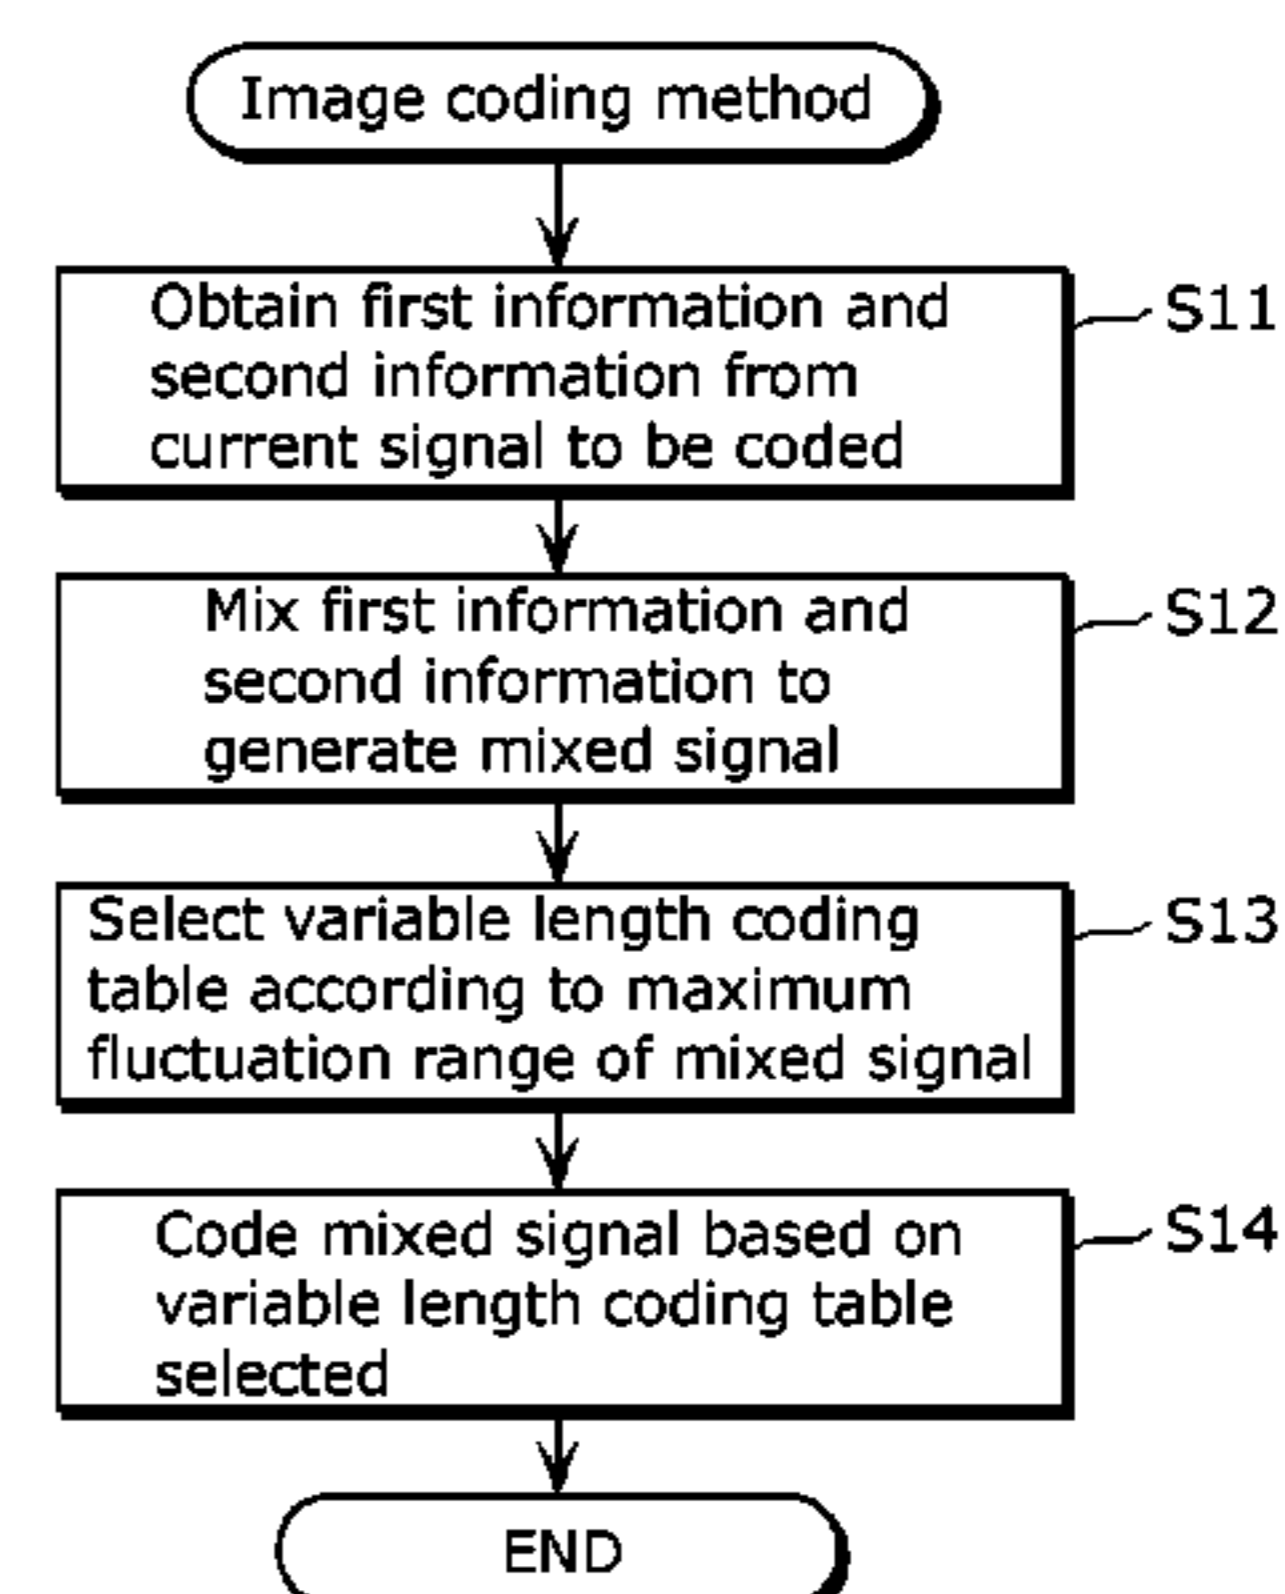 Image coding method
Obtain first information and
second information from
current signal to be coded
S11
Mix first information and
second information to
generate mixed signal
S12
Select variable length coding
table according to maximum
fluctuation range of mixed signal
S13
Code mixed signal based on
variable length coding table
selected
S14
END